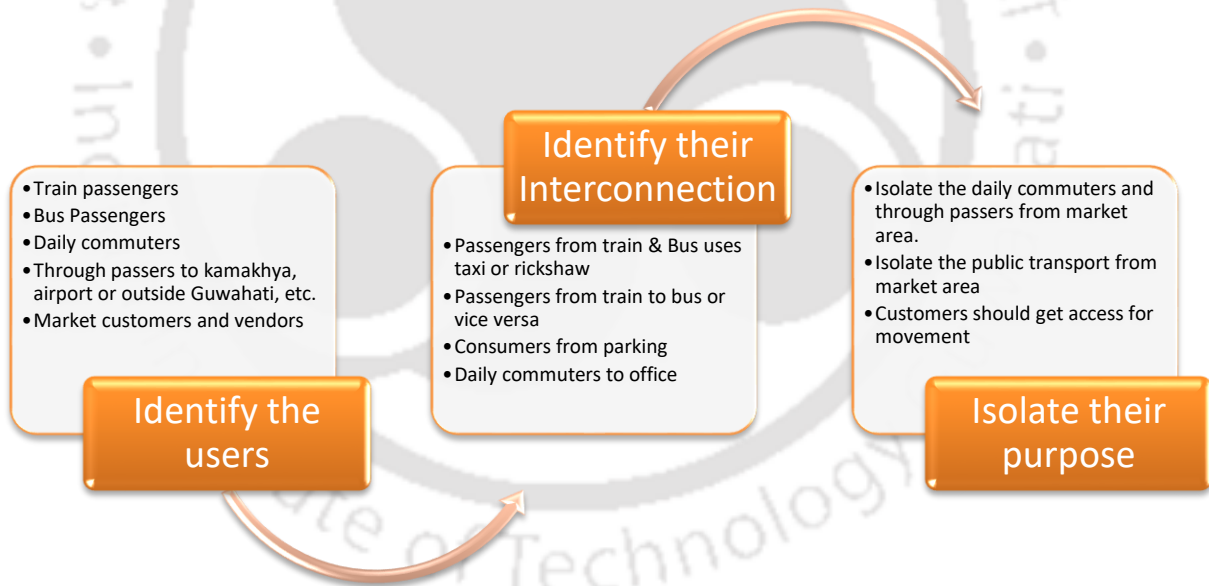 •Train passengers
•Bus Passengers
•Daily commuters
•Through passers to kamakhya,
airport or outside Guwahati, etc.
•Market customers and vendors
Identify the
users
Identify their
Interconnection
•Passengers from train & Bus uses
taxi or rickshaw
•Passengers from train to bus or
vice versa
•Consumers from parking
•Daily commuters to office
•Isolate the daily commuters and
through passers from market
area.
•Isolate the public transport from
market area
•Customers should get access for
movement
Isolate their
purpose
of Technology